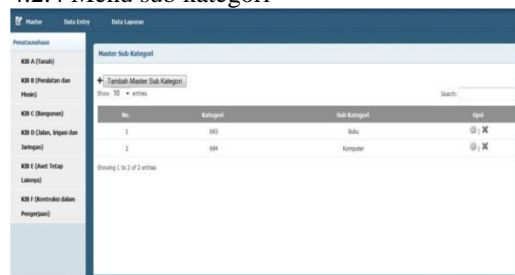 4.2.4 Menu sub kategori
Master Data Entry Data Laporan
Penatausahaan
KIB A (Tanah)
KIB B (Peralatan dan
Mesin)
KIB C (Bangunan)
KIB D (Jalan, Irigasi dan
Jaringan)
KIB E (Aset Tetap
Lainnya)
KIB F (Kontruksi dalam
Pengerjaan)
Master Sub Kategori
Tambah Master Sub Kategori
Show 10 entries
Search:
No. Kategori Sub Kategori Opsi
1 693 Buku
2 694 Komputer
Showing 1 to 2 of 2 entries